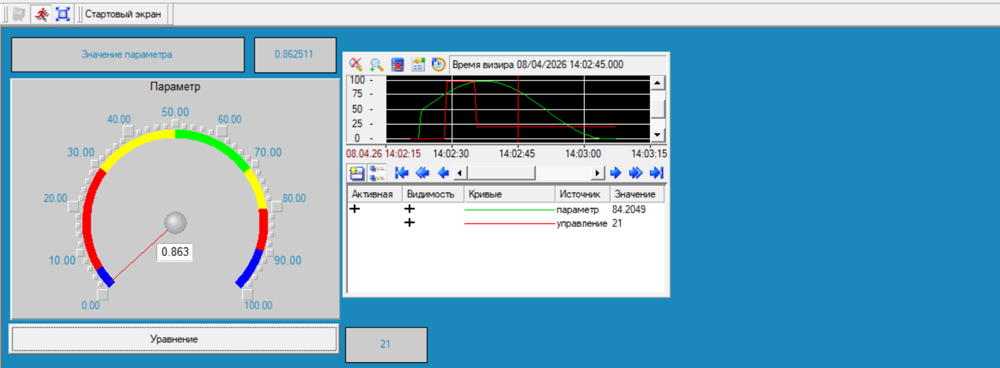 Стартовый экран
Значение параметра
0.862511
Параметр
50.00
40.00
60.00
30.00
70.00
20.00
80.00
0.863
10.00
90.00
0.00
100.00
Уравнение
21
Время визира 08/04/2026 14:02:45.000
100 -
75 -
50 -
25 -
0 -
08.04.26 14:02:15 14:02:30 14:02:45 14:03:00 14:03:15
Активная Видимость Кривые Источник Значение
параметр 84.2049
управление 21